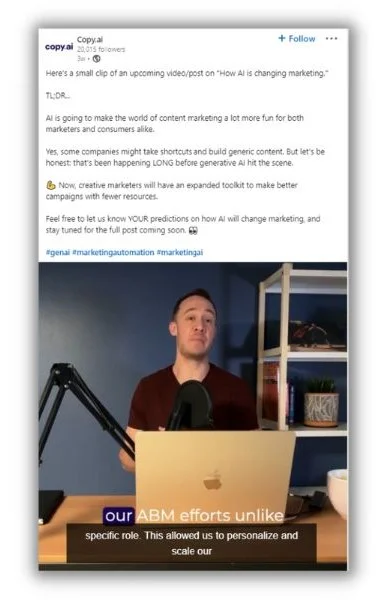 copy.ai
Copy.ai
20,015 followers
3w •
+ Follow ...
Here's a small clip of an upcoming video/post on "How AI is changing marketing."
TL;DR...
AI is going to make the world of content marketing a lot more fun for both
marketers and consumers alike.
Yes, some companies might take shortcuts and build generic content. But let's be
honest: that's been happening LONG before generative AI hit the scene.
💪 Now, creative marketers will have an expanded toolkit to make better
campaigns with fewer resources.
Feel free to let us know YOUR predictions on how AI will change marketing, and
stay tuned for the full post coming soon. 👀
#genai #marketingautomation #marketingai
our ABM efforts unlike
specific role. This allowed us to personalize and
scale our